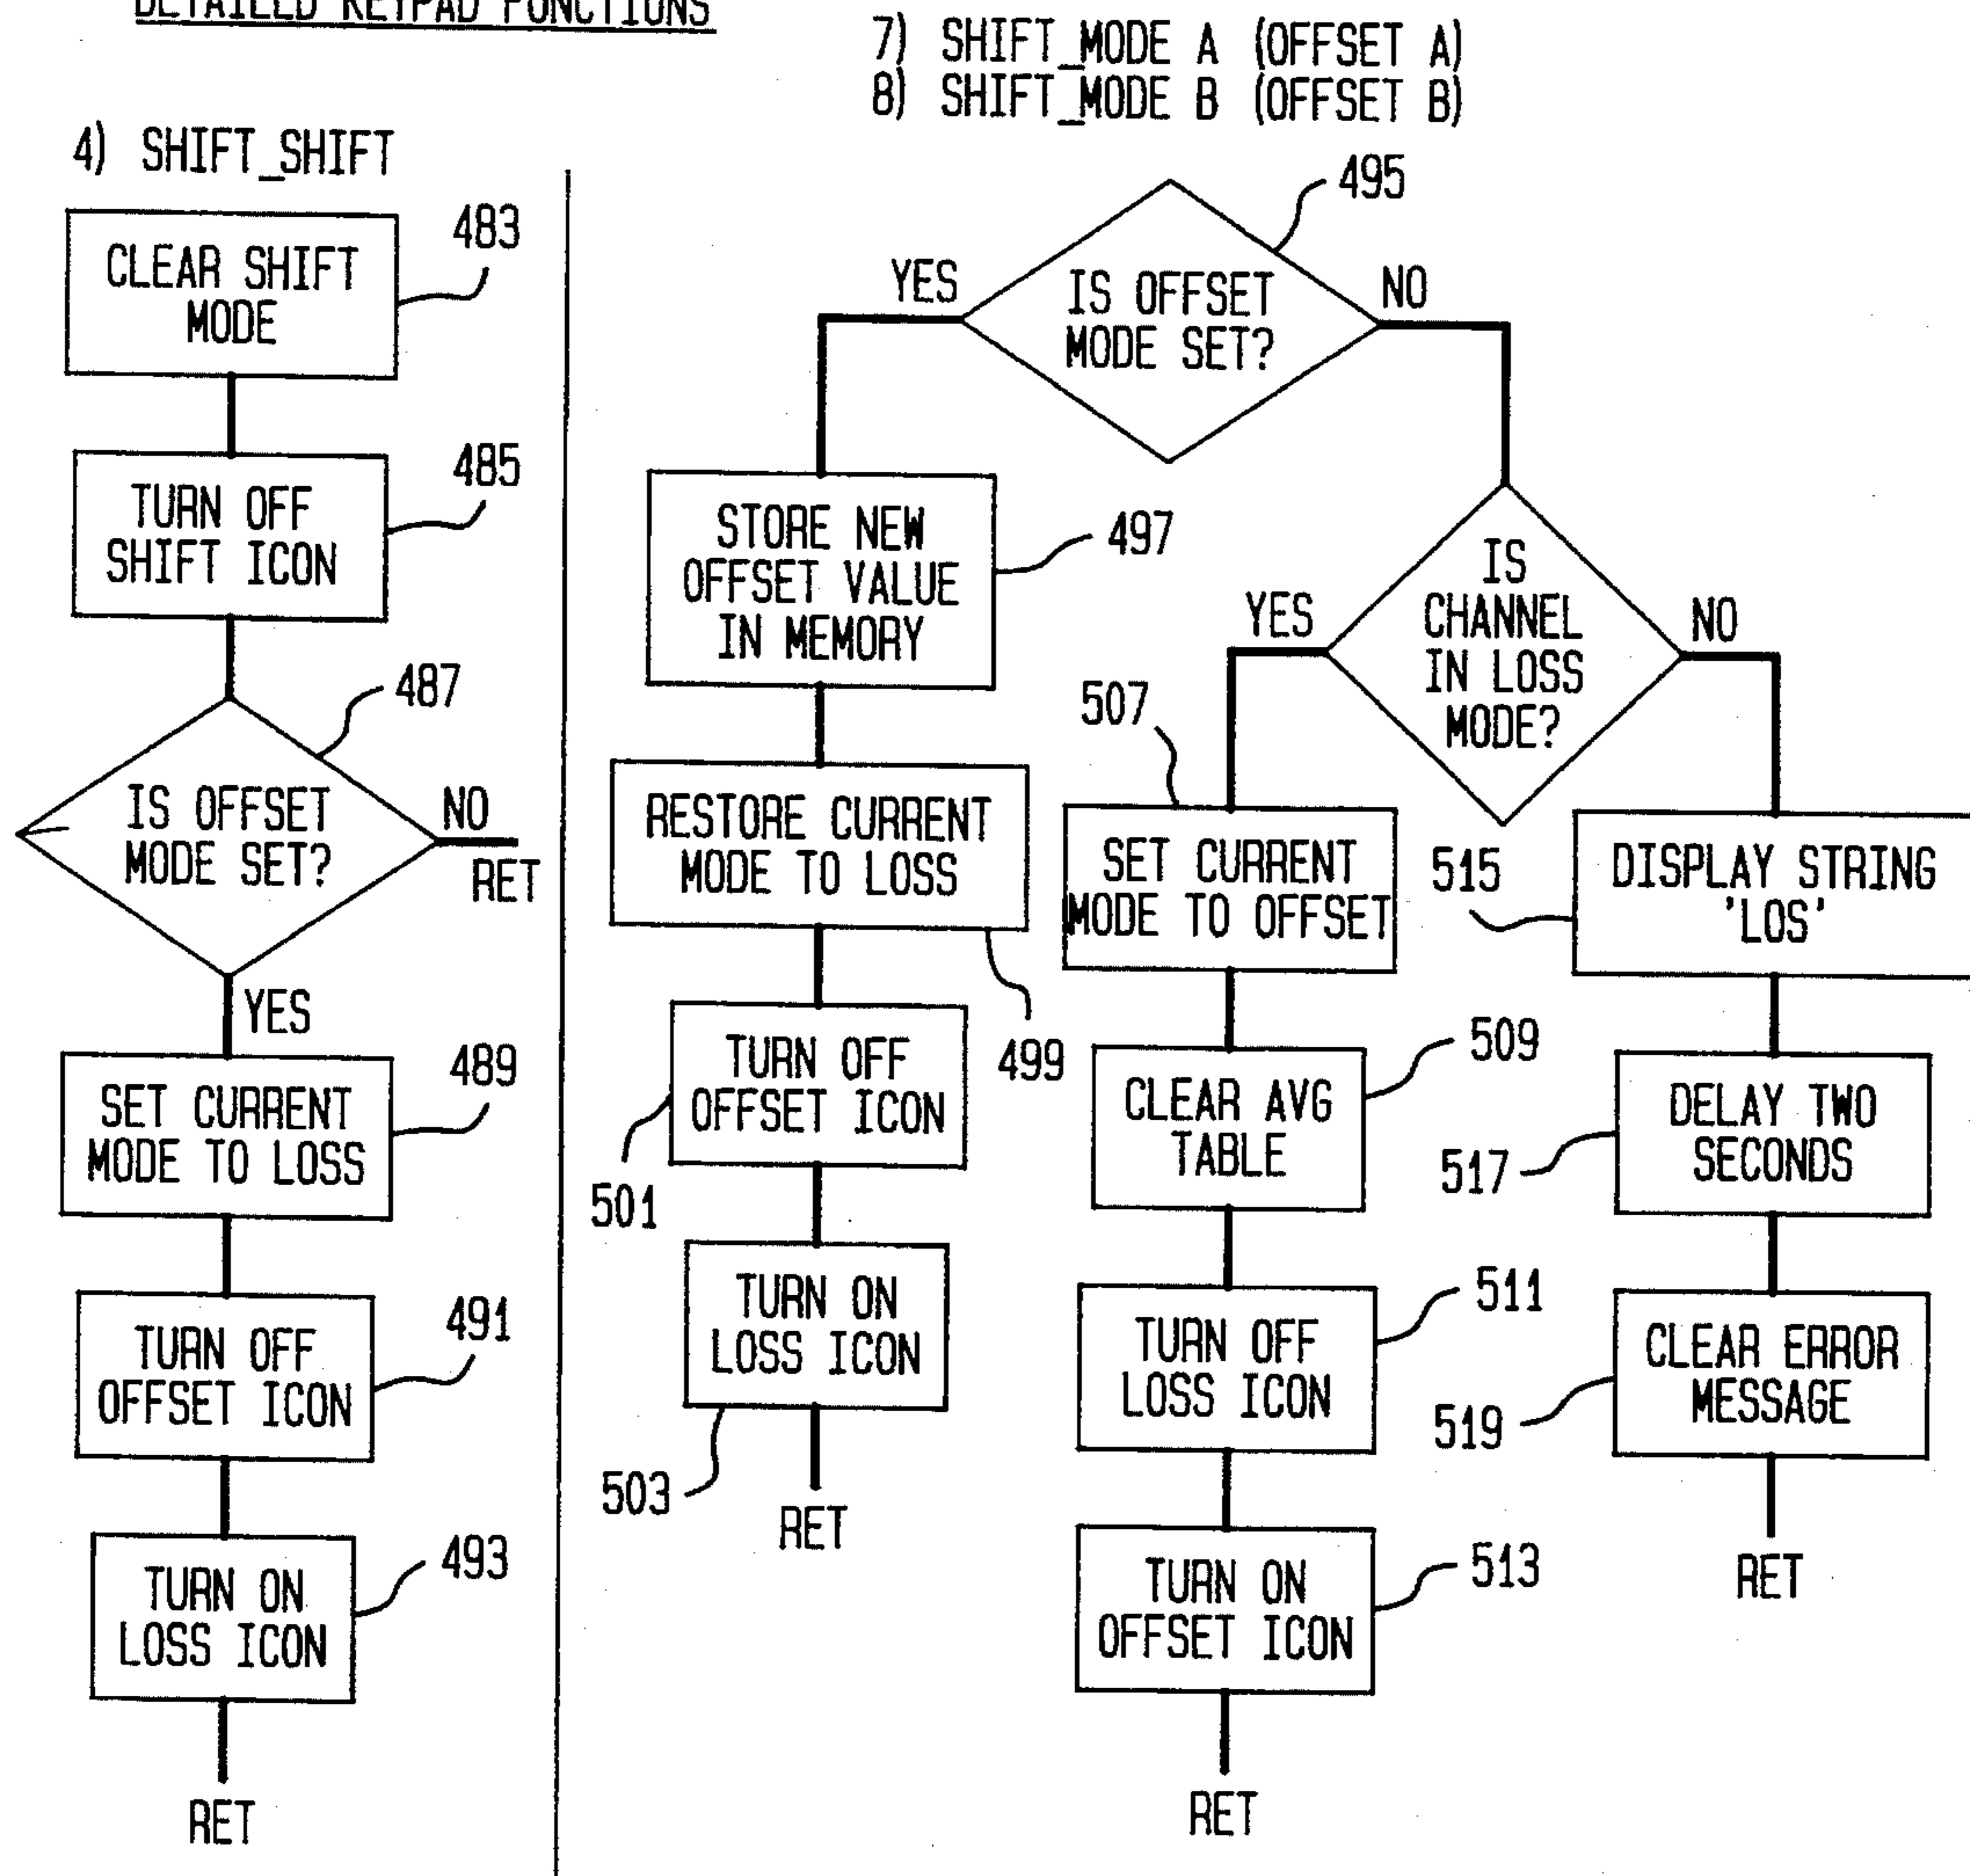 DETAILED KEYPAD FUNCTIONS
4) SHIFT_SHIFT
CLEAR SHIFT
MODE
483
TURN OFF
SHIFT ICON
485
487
IS OFFSET
MODE SET?
NO
RET
YES
SET CURRENT
MODE TO LOSS
489
TURN OFF
OFFSET ICON
491
TURN ON
LOSS ICON
493
RET
7) SHIFT_MODE A (OFFSET A)
8) SHIFT_MODE B (OFFSET B)
495
IS OFFSET
MODE SET?
YES
NO
STORE NEW
OFFSET VALUE
IN MEMORY
497
RESTORE CURRENT
MODE TO LOSS
499
TURN OFF
OFFSET ICON
501
TURN ON
LOSS ICON
503
RET
IS
CHANNEL
IN LOSS
MODE?
YES
NO
507
SET CURRENT
MODE TO OFFSET
CLEAR AVG
TABLE
509
TURN OFF
LOSS ICON
511
TURN ON
OFFSET ICON
513
RET
DISPLAY STRING
'LOS'
515
DELAY TWO
SECONDS
517
CLEAR ERROR
MESSAGE
519
RET